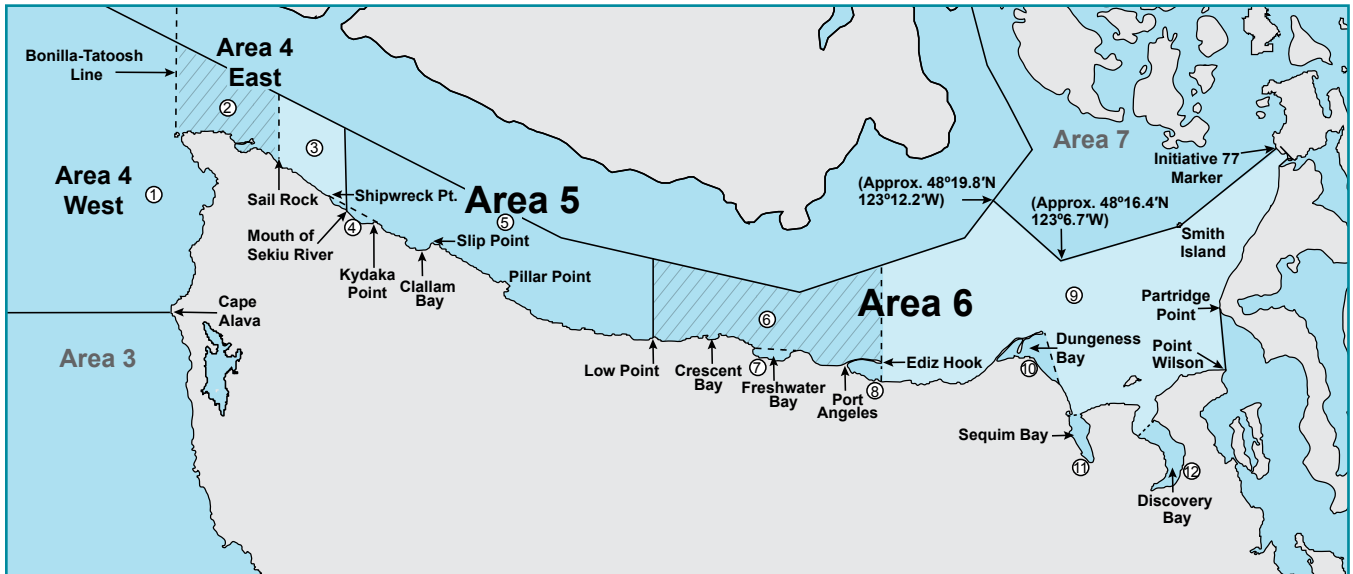 Bonilla-Tatoosh
Line
Area 4
East
②
Area 4
West
①
③
Sail Rock
Shipwreck Pt.
Mouth of
Sekiu River
④
Kydaka
Point
Area 5
⑤
Slip Point
Clallam
Bay
Pillar Point
Cape
Alava
Area 3
Low Point
Crescent
Bay
⑥
⑦
Freshwater
Bay
Port
Angeles
⑧
Ediz Hook
Area 6
Area 7
(Approx. 48º19.8'N
123º12.2'W)
(Approx. 48º16.4'N
123º6.7'W)
Initiative 77
Marker
Smith
Island
⑨
Partridge
Point
Point
Wilson
Dungeness
Bay
⑩
Sequim Bay
⑪
⑫
Discovery
Bay